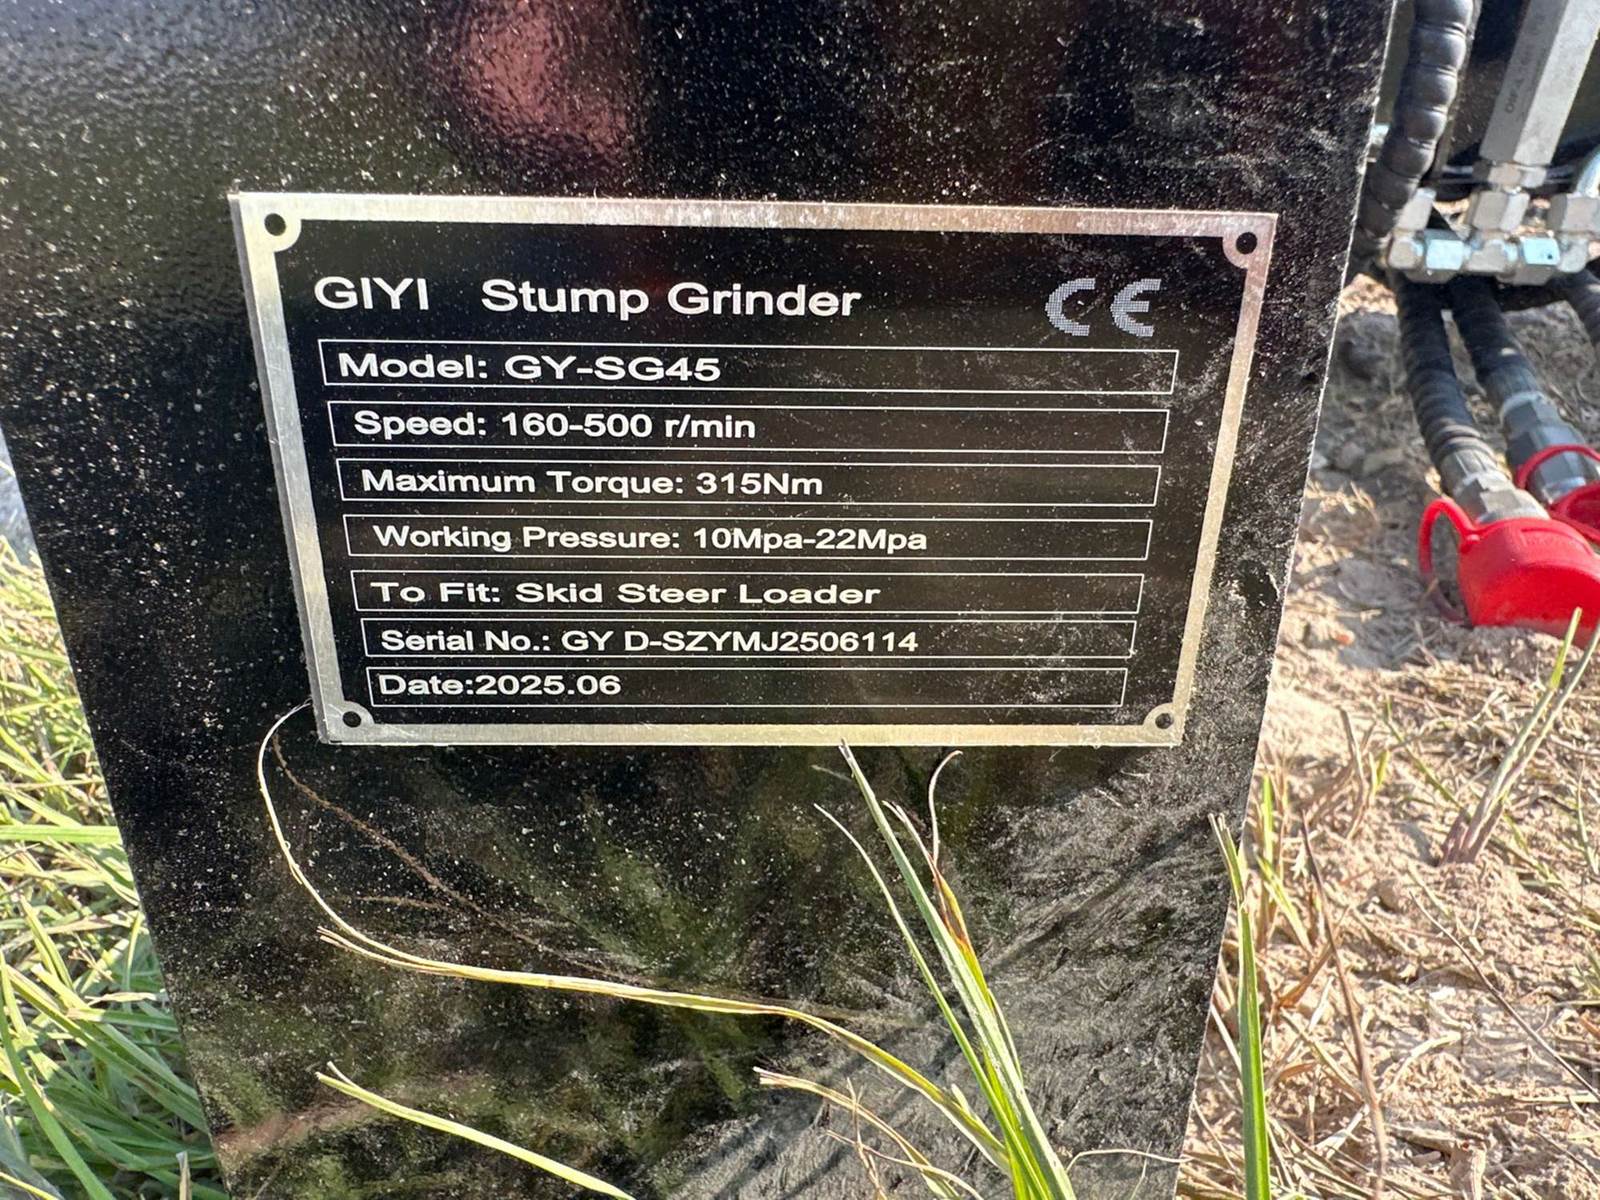 GIYI Stump Grinder CE
Model: GY-SG45
Speed: 160-500 r/min
Maximum Torque: 315Nm
Working Pressure: 10Mpa-22Mpa
To Fit: Skid Steer Loader
Serial No.: GY D-SZYMJ2506114
Date:2025.06